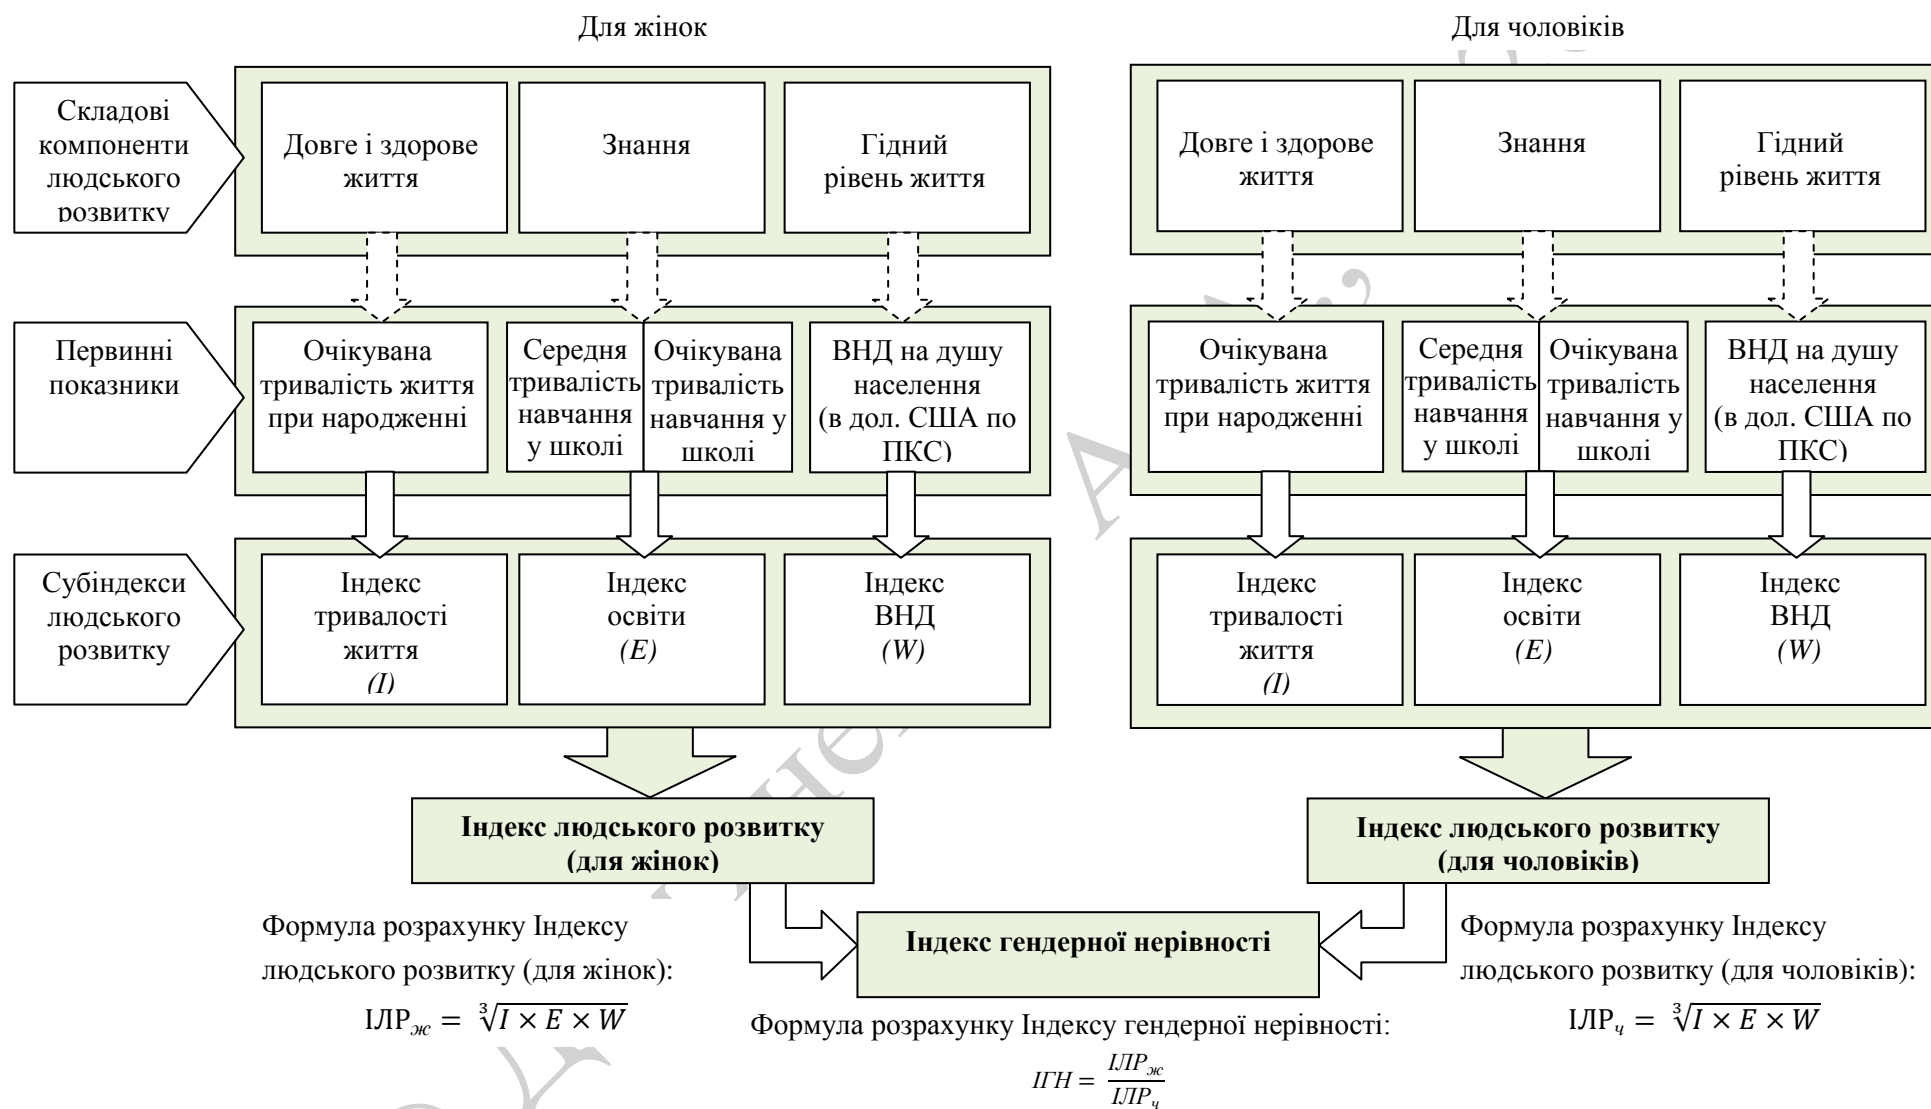 Для жінок
Для чоловіків
Складові
компоненти
людського
розвитку
Довге і здорове
життя
Знання
Гідний
рівень життя
Довге і здорове
життя
Знання
Гідний
рівень життя
Первинні
показники
Очікувана
тривалість життя
при народженні
Середня
тривалість
навчання
у школі
Очікувана
тривалість
навчання у
школі
ВНД на душу
населення
(в дол. США по
ПКС)
Очікувана
тривалість життя
при народженні
Середня
тривалість
навчання
у школі
Очікувана
тривалість
навчання у
школі
ВНД на душу
населення
(в дол. США по
ПКС)
Субіндекси
людського
розвитку
Індекс
тривалості
життя
(I)
Індекс
освіти
(E)
Індекс
ВНД
(W)
Індекс
тривалості
життя
(I)
Індекс
освіти
(E)
Індекс
ВНД
(W)
Індекс людського розвитку
(для жінок)
Індекс людського розвитку
(для чоловіків)
Формула розрахунку Індексу
людського розвитку (для жінок):
ІЛРж = ∛(I × E × W)
Індекс гендерної нерівності
Формула розрахунку Індексу гендерної нерівності:
ІГН = ІЛРж / ІЛРч
Формула розрахунку Індексу
людського розвитку (для чоловіків):
ІЛРч = ∛(I × E × W)